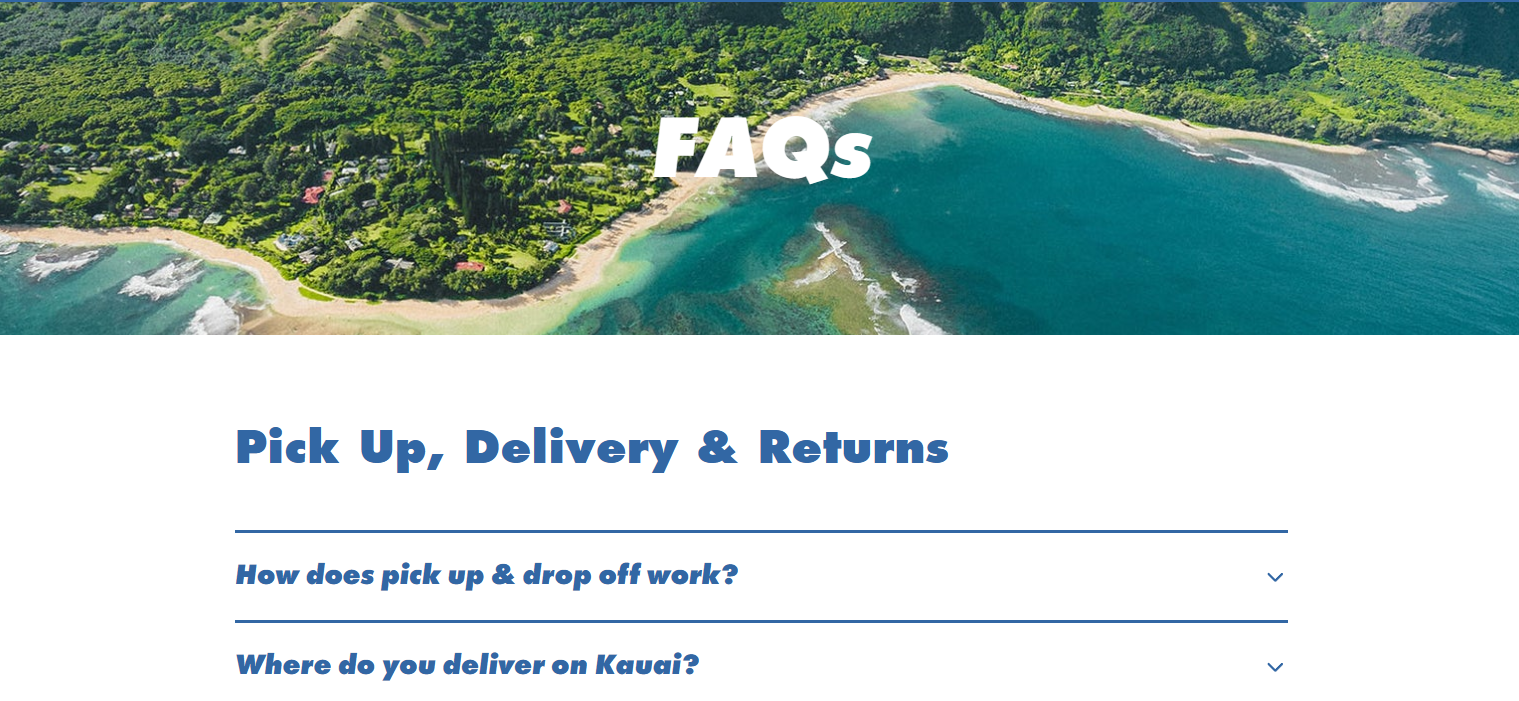 FAQs
Pick Up, Delivery & Returns
How does pick up & drop off work?
Where do you deliver on Kauai?